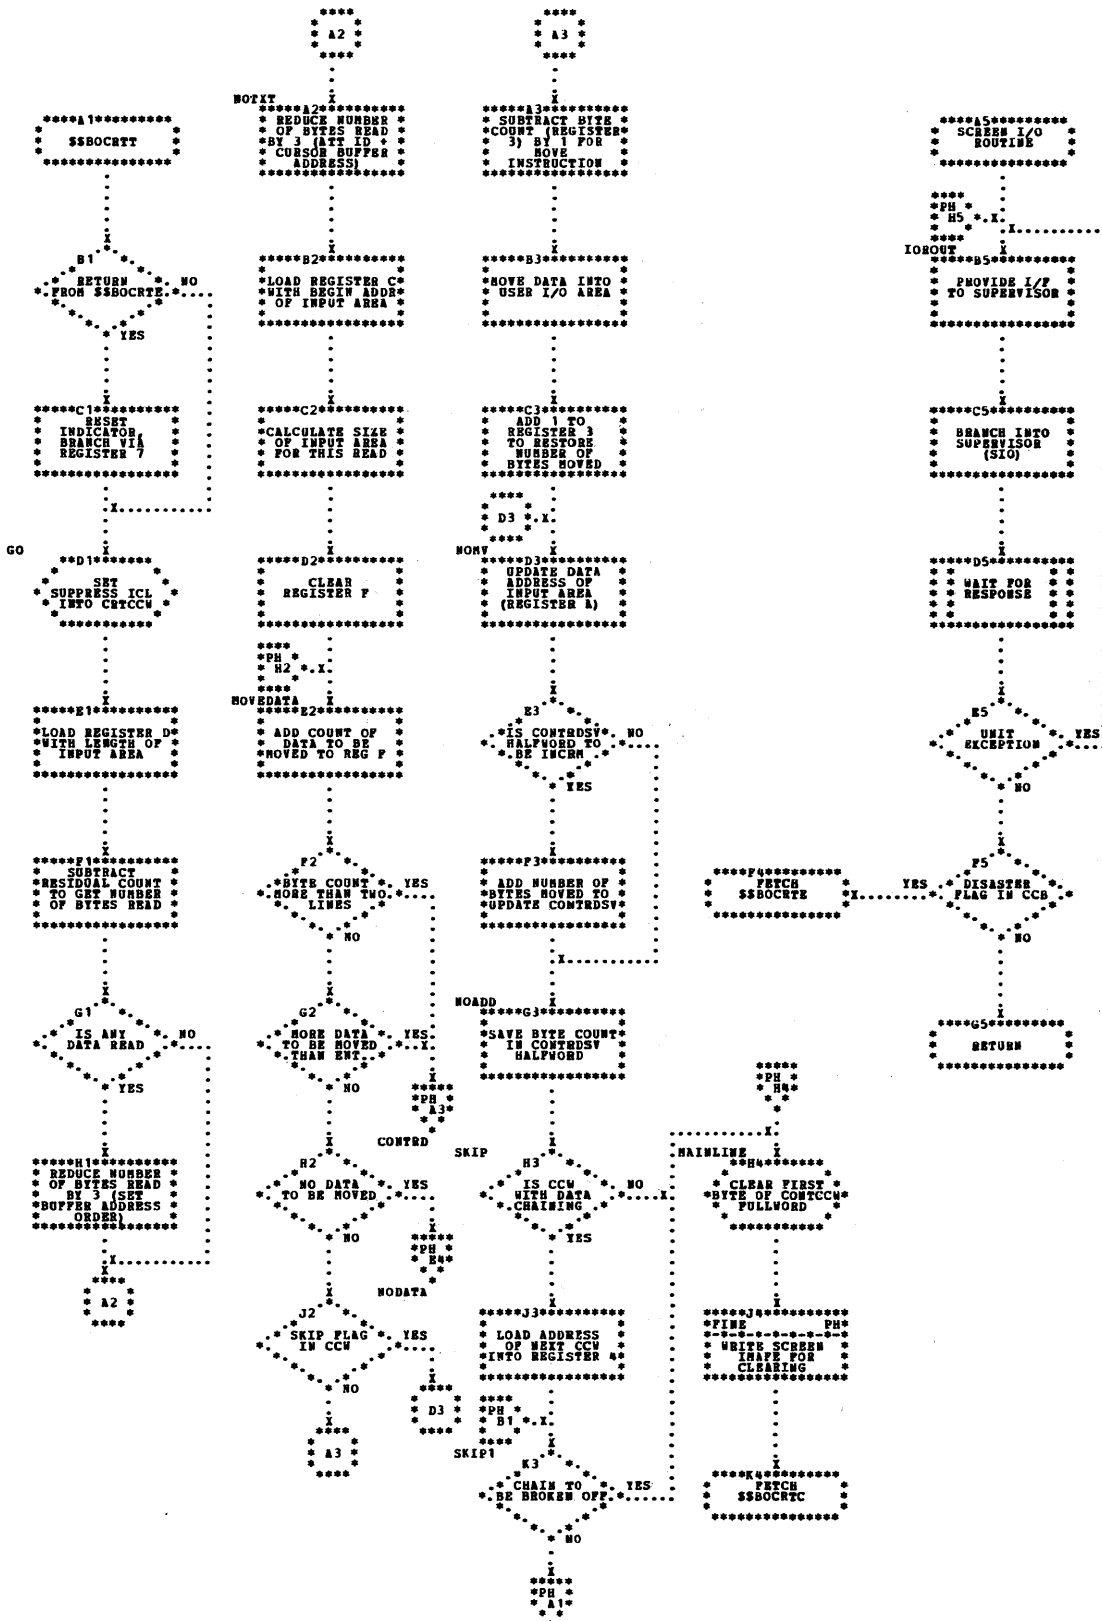 A1
$$BOCRTT
B1
RETURN
FROM $$BOCRTE
NO
YES
C1
RESET
INDICATOR,
BRANCH VIA
REGISTER 7
GO
D1
SET
SUPPRESS ICL
INTO CRTCCW
E1
LOAD REGISTER D
WITH LENGTH OF
INPUT AREA
F1
SUBTRACT
RESIDUAL COUNT
TO GET NUMBER
OF BYTES READ
G1
IS ANY
DATA READ
NO
YES
H1
REDUCE NUMBER
OF BYTES READ
BY 3 (SET
BUFFER ADDRESS
ORDER)
A2
A2
NOTXT
A2
REDUCE NUMBER
OF BYTES READ
BY 3 (ATT ID +
CURSOR BUFFER
ADDRESS)
B2
LOAD REGISTER C
WITH BEGIN ADDR
OF INPUT AREA
C2
CALCULATE SIZE
OF INPUT AREA
FOR THIS READ
D2
CLEAR
REGISTER F
PH
H2
MOVEDATA
E2
ADD COUNT OF
DATA TO BE
MOVED TO REG F
F2
BYTE COUNT
MORE THAN TWO
LINES
YES
NO
G2
MORE DATA
TO BE MOVED
THAN ENT
YES
NO
PH
A3
CONTRD
H2
NO DATA
TO BE MOVED
YES
NO
PH
E4
NODATA
J2
SKIP FLAG
IN CCW
YES
NO
D3
A3
A3
A3
SUBTRACT BYTE
COUNT (REGISTER
3) BY 1 FOR
MOVE
INSTRUCTION
B3
MOVE DATA INTO
USER I/O AREA
C3
ADD 1 TO
REGISTER 3
TO RESTORE
NUMBER OF
BYTES MOVED
D3
NOMV
D3
UPDATE DATA
ADDRESS OF
INPUT AREA
(REGISTER A)
E3
IS CONTRDSV
HALFWORD TO
BE INCRM
NO
YES
F3
ADD NUMBER OF
BYTES MOVED TO
UPDATE CONTRDSV
NOADD
G3
SAVE BYTE COUNT
IN CONTRDSV
HALFWORD
SKIP
H3
IS CCW
WITH DATA
CHAINING
NO
YES
J3
LOAD ADDRESS
OF NEXT CCW
INTO REGISTER 4
PH
B1
SKIP1
K3
CHAIN TO
BE BROKEN OFF
YES
NO
PH
A1
F4
FETCH
$$BOCRTE
PH
H4
MAINLINE
H4
CLEAR FIRST
BYTE OF CONTCCW
FULLWORD
J4
FINE PH
WRITE SCREEN
IMAFE FOR
CLEARING
K4
FETCH
$$BOCRTC
A5
SCREEN I/O
ROUTINE
PH
H5
IOROUT
B5
PROVIDE I/F
TO SUPERVISOR
C5
BRANCH INTO
SUPERVISOR
(SIO)
D5
WAIT FOR
RESPONSE
E5
UNIT
EXCEPTION
YES
NO
F5
DISASTER
FLAG IN CCB
YES
NO
G5
RETURN